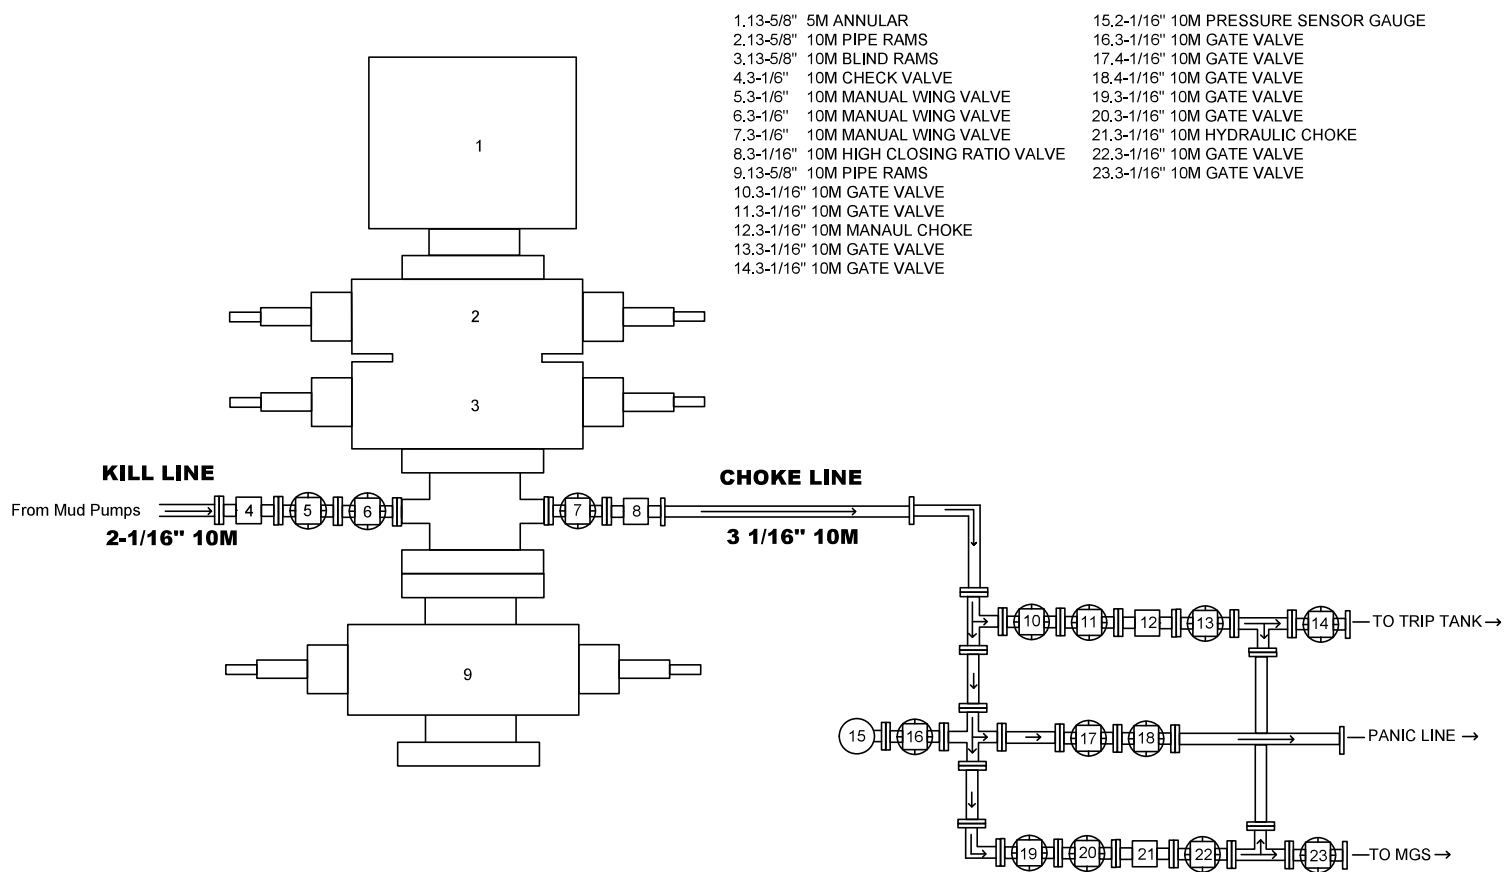 1.13-5/8" 5M ANNULAR
2.13-5/8" 10M PIPE RAMS
3.13-5/8" 10M BLIND RAMS
4.3-1/6" 10M CHECK VALVE
5.3-1/6" 10M MANUAL WING VALVE
6.3-1/6" 10M MANUAL WING VALVE
7.3-1/6" 10M MANUAL WING VALVE
8.3-1/16" 10M HIGH CLOSING RATIO VALVE
9.13-5/8" 10M PIPE RAMS
10.3-1/16" 10M GATE VALVE
11.3-1/16" 10M GATE VALVE
12.3-1/16" 10M MANAUL CHOKE
13.3-1/16" 10M GATE VALVE
14.3-1/16" 10M GATE VALVE
15.2-1/16" 10M PRESSURE SENSOR GAUGE
16.3-1/16" 10M GATE VALVE
17.4-1/16" 10M GATE VALVE
18.4-1/16" 10M GATE VALVE
19.3-1/16" 10M GATE VALVE
20.3-1/16" 10M GATE VALVE
21.3-1/16" 10M HYDRAULIC CHOKE
22.3-1/16" 10M GATE VALVE
23.3-1/16" 10M GATE VALVE
1
2
3
KILL LINE
From Mud Pumps
2-1/16" 10M
4
5
6
7
8
CHOKE LINE
3 1/16" 10M
9
10
11
12
13
14
TO TRIP TANK
15
16
17
18
PANIC LINE
19
20
21
22
23
TO MGS